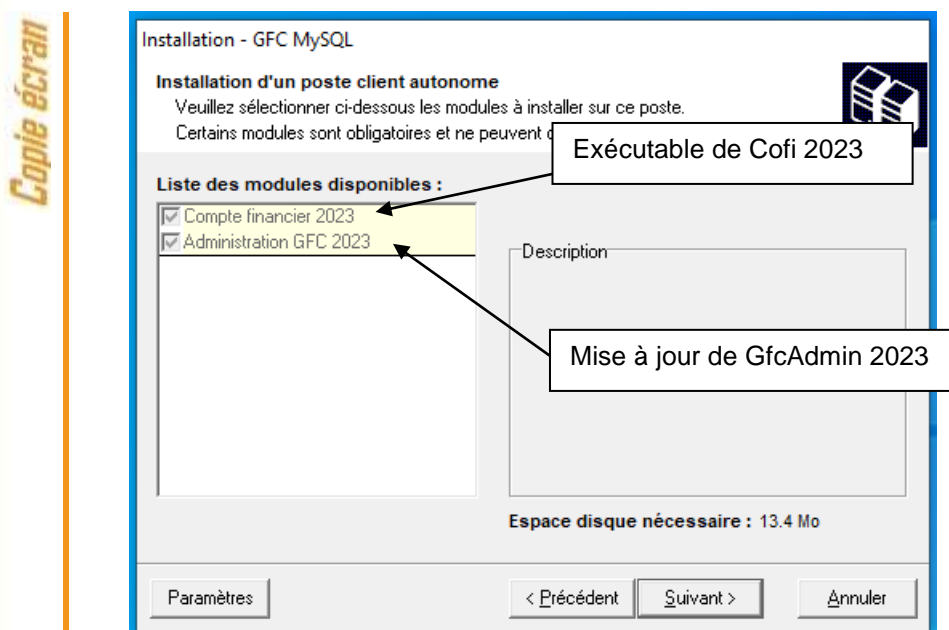 Copie écran
Installation - GFC MySQL
Installation d'un poste client autonome
Veuillez sélectionner ci-dessous les modules à installer sur ce poste.
Certains modules sont obligatoires et ne peuvent
Exécutable de Cofi 2023
Liste des modules disponibles :
Compte financier 2023
Administration GFC 2023
Description
Mise à jour de GfcAdmin 2023
Espace disque nécessaire : 13.4 Mo
Paramètres
< Précédent
Suivant >
Annuler